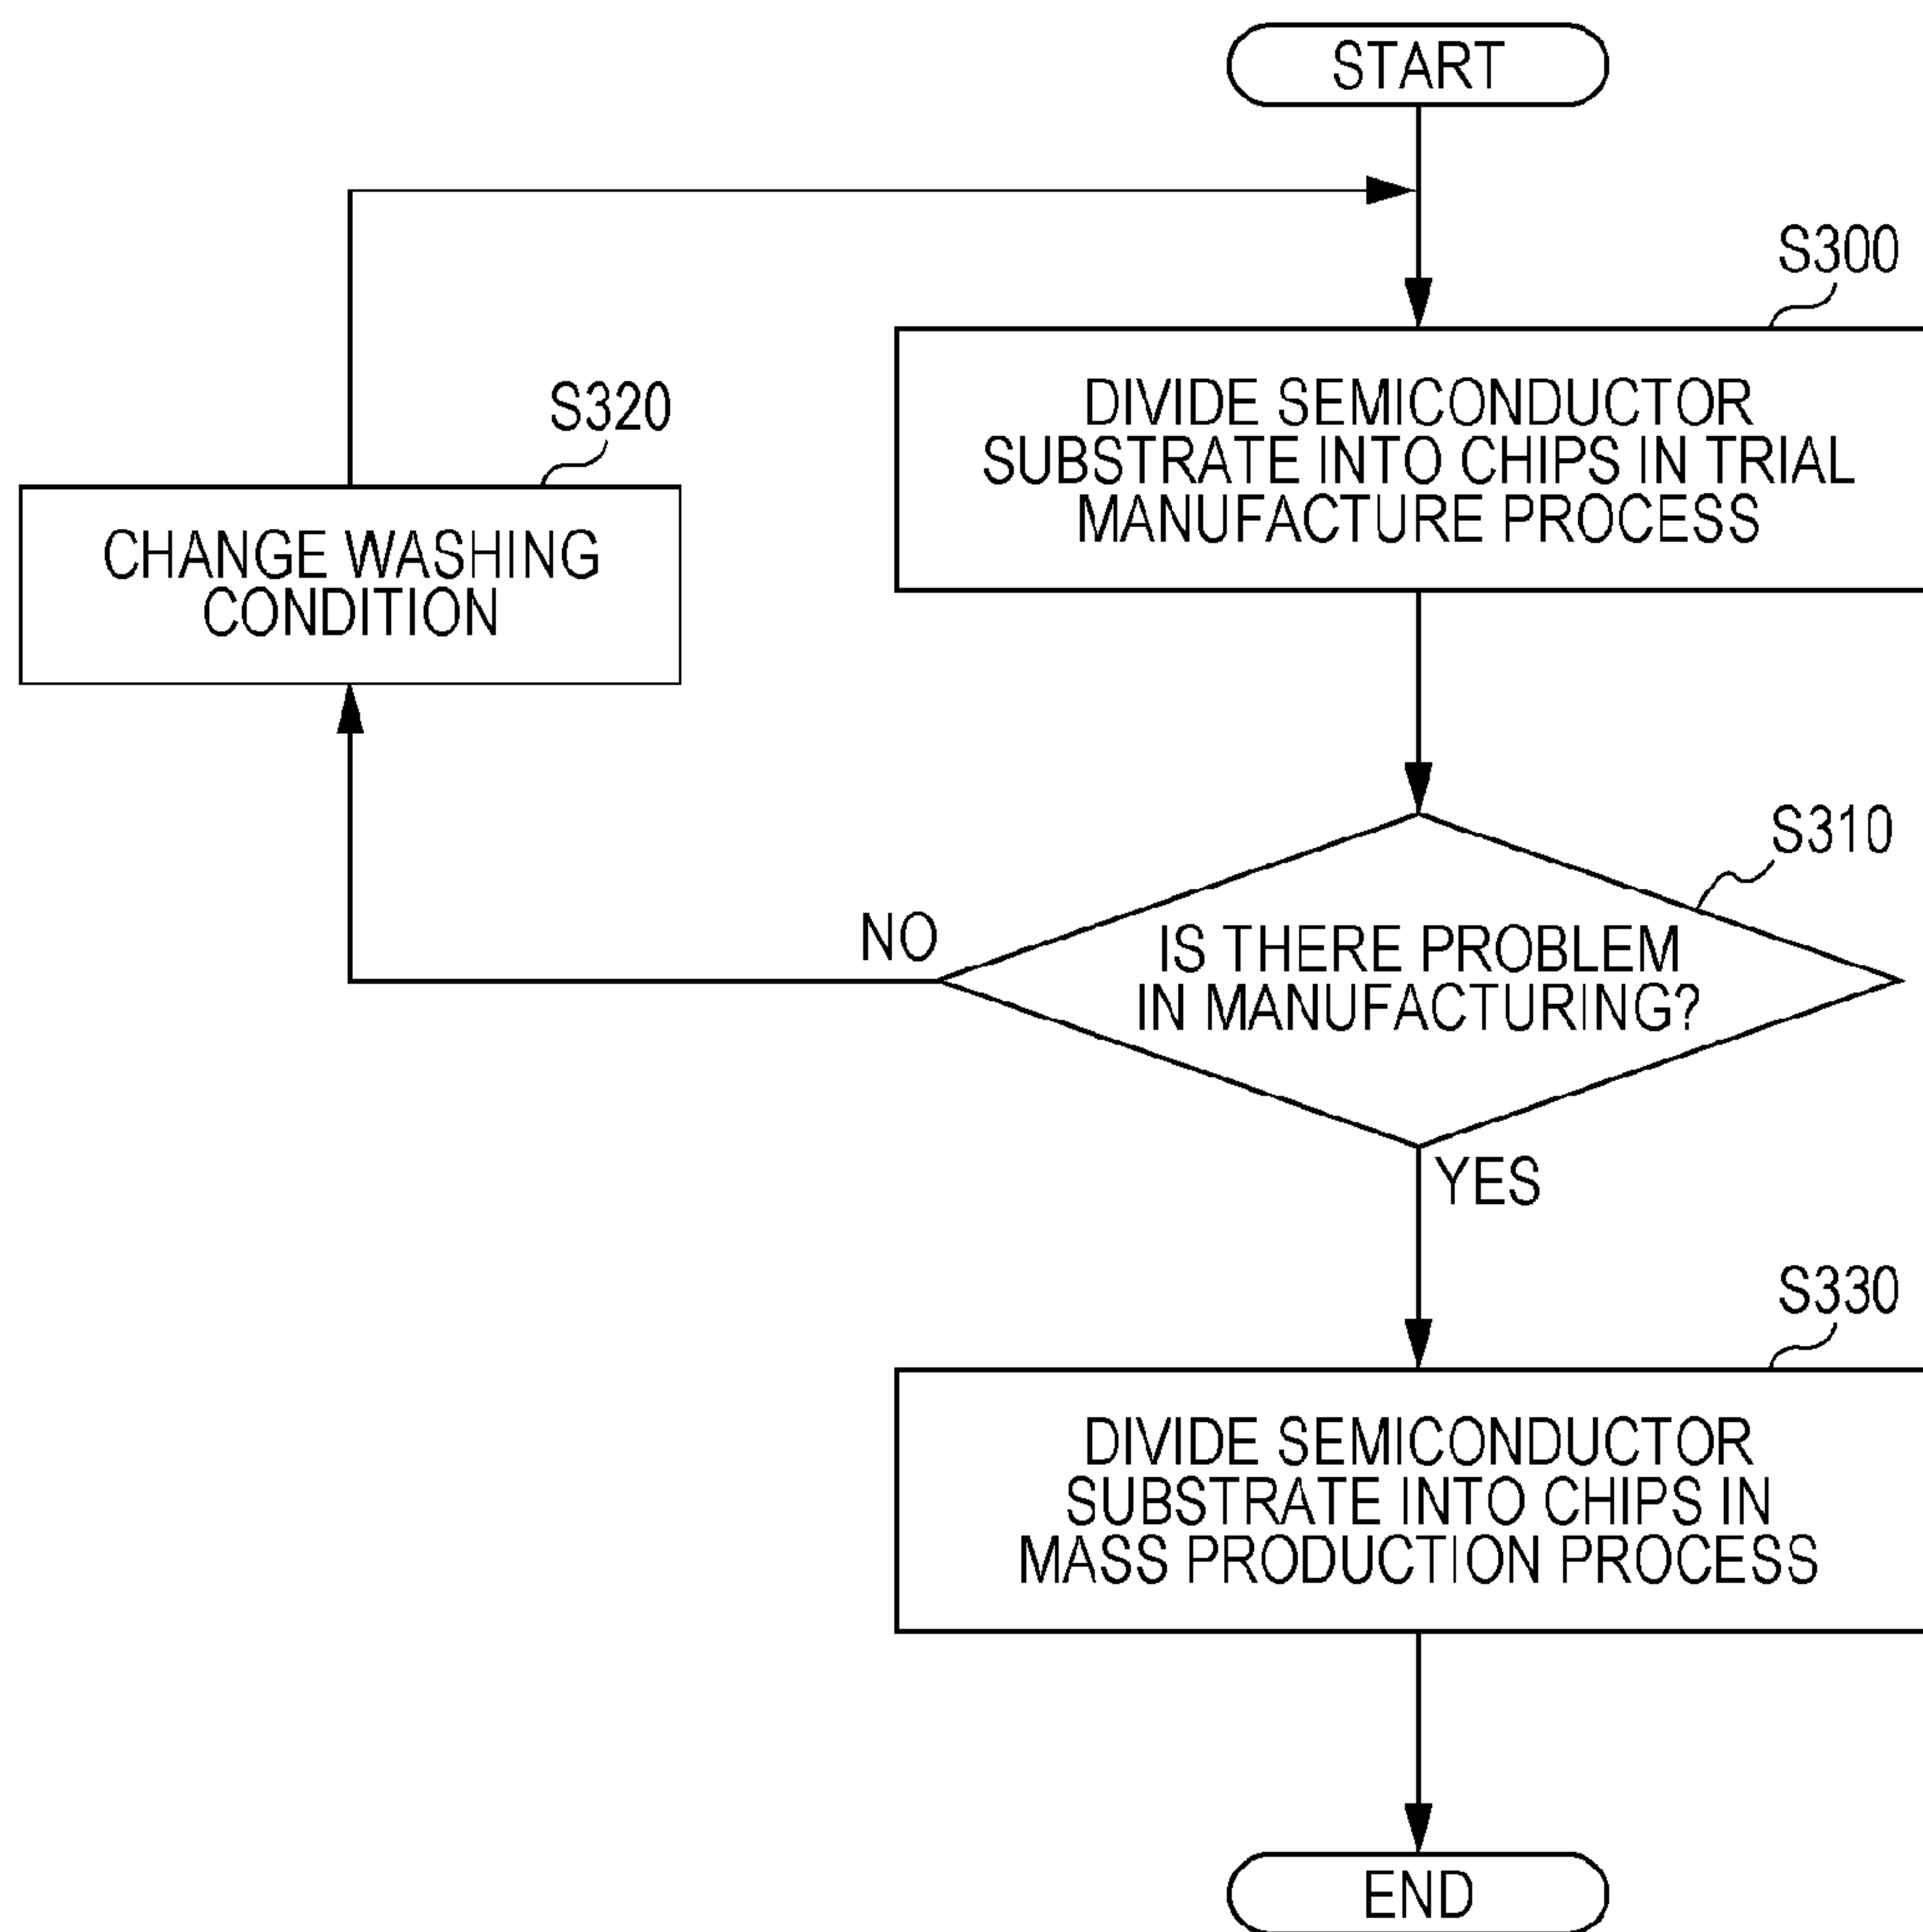 START
S300
DIVIDE SEMICONDUCTOR
SUBSTRATE INTO CHIPS IN TRIAL
MANUFACTURE PROCESS
S320
CHANGE WASHING
CONDITION
S310
IS THERE PROBLEM
IN MANUFACTURING?
NO
YES
S330
DIVIDE SEMICONDUCTOR
SUBSTRATE INTO CHIPS IN
MASS PRODUCTION PROCESS
END